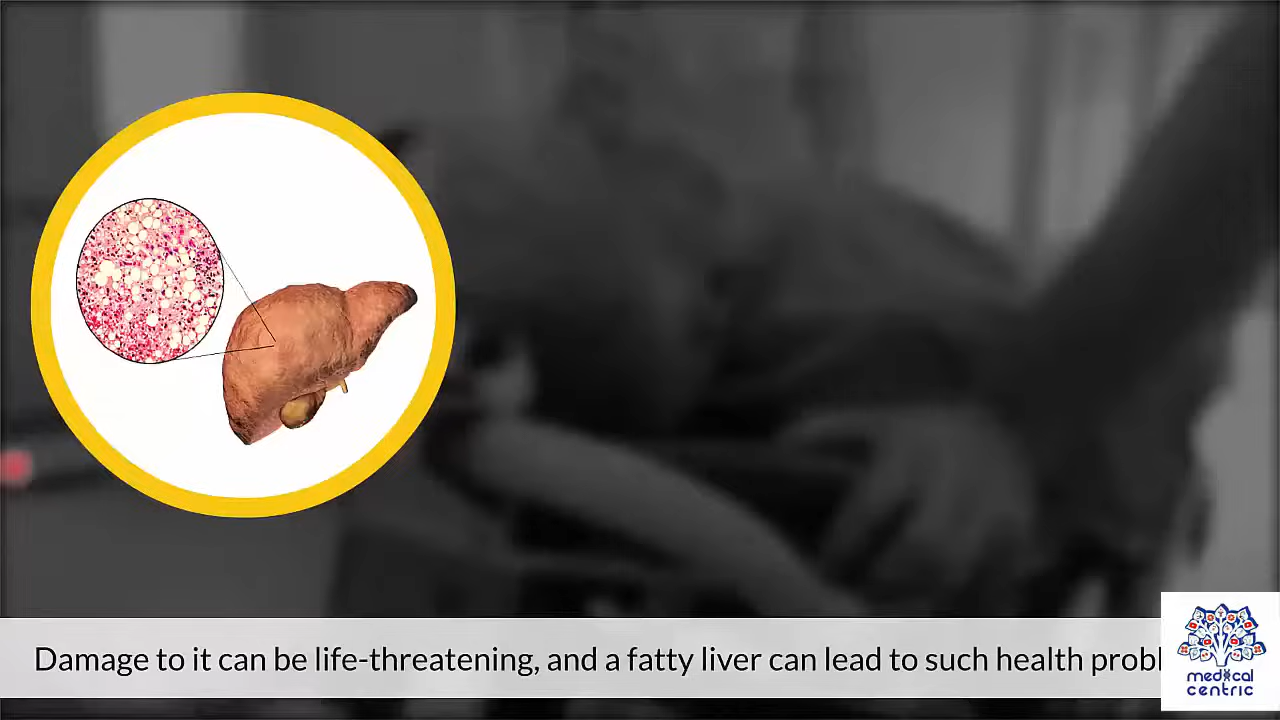 Damage to it can be life-threatening, and a fatty liver can lead to such health
medical
centric